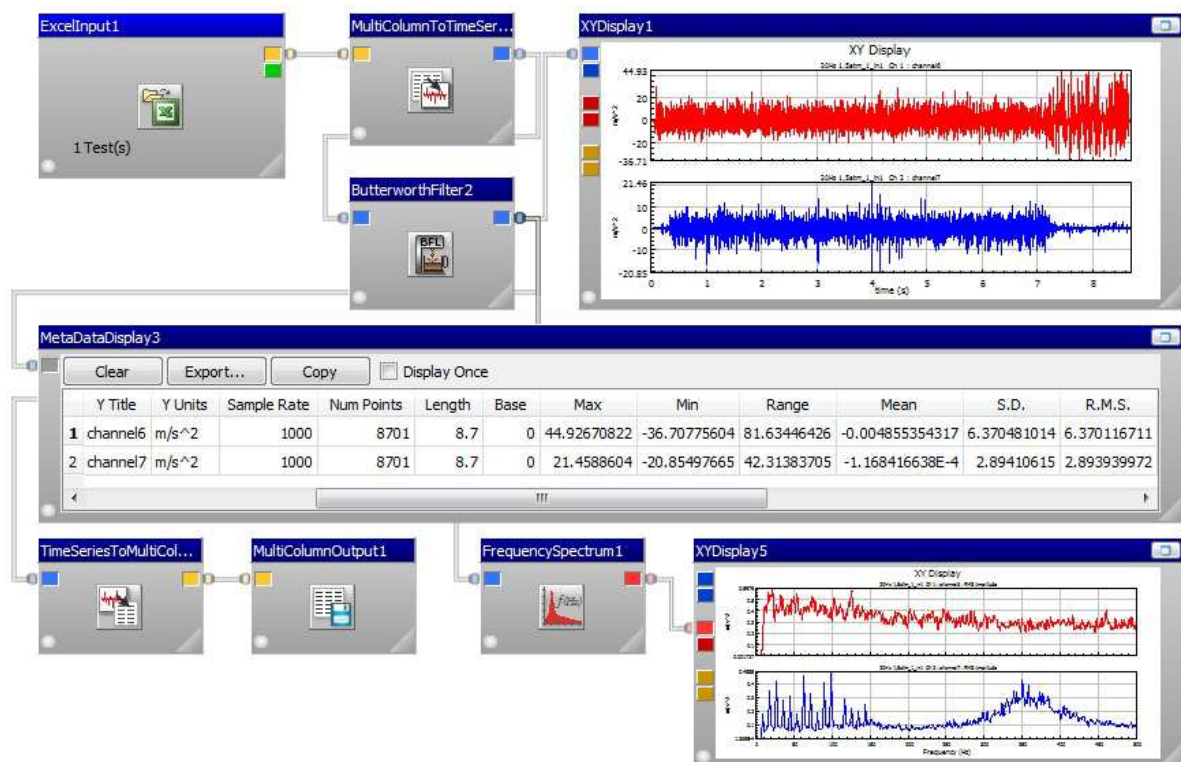 ExcelInput1
1 Test(s)
MultiColumnToTimeSer...
ButterworthFilter2
BFL
XYDisplay1
XY Display
44.93
20
0
-20
-36.71
m/s^2
21.46
10
0
-10
-20.85
m/s^2
0 1 2 3 4 5 6 7 8
time (s)
MetaDataDisplay3
Clear Export... Copy Display Once
Y Title Y Units Sample Rate Num Points Length Base Max Min Range Mean S.D. R.M.S.
1 channel6 m/s^2 1000 8701 8.7 0 44.92670822 -36.70775604 81.63446426 -0.004855354317 6.370481014 6.370116711
2 channel7 m/s^2 1000 8701 8.7 0 21.4588604 -20.85497665 42.31383705 -1.168416638E-4 2.89410615 2.893939972
TimeSeriesToMultiCol...
MultiColumnOutput1
FrequencySpectrum1
XYDisplay5
XY Display
Frequency (Hz)